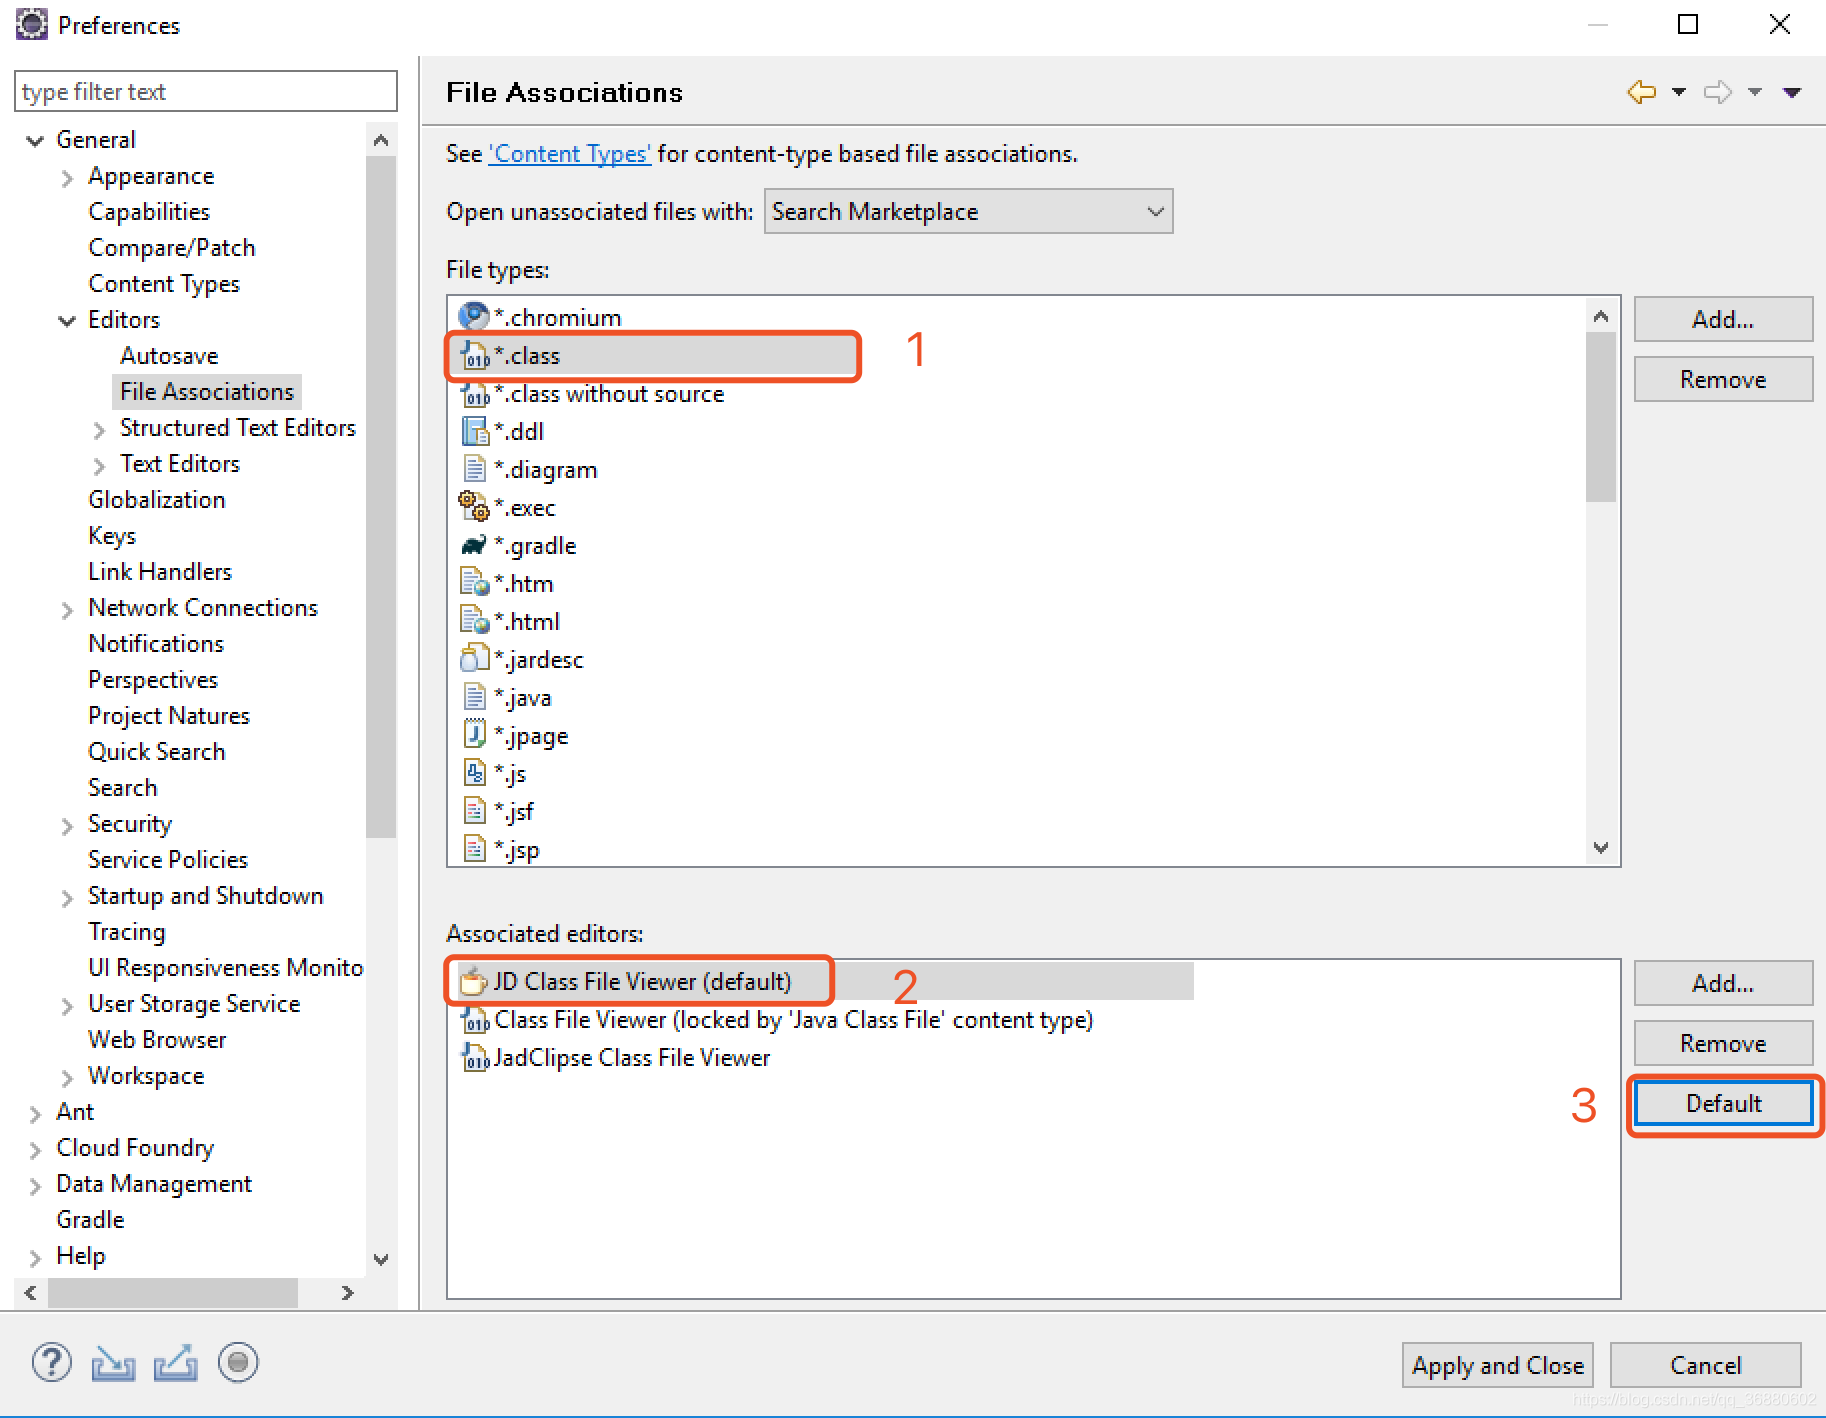 Preferences
type filter text
General
Appearance
Capabilities
Compare/Patch
Content Types
Editors
Autosave
File Associations
Structured Text Editors
Text Editors
Globalization
Keys
Link Handlers
Network Connections
Notifications
Perspectives
Project Natures
Quick Search
Search
Security
Service Policies
Startup and Shutdown
Tracing
UI Responsiveness Monito
User Storage Service
Web Browser
Workspace
Ant
Cloud Foundry
Data Management
Gradle
Help
File Associations
See 'Content Types' for content-type based file associations.
Open unassociated files with: Search Marketplace
File types:
*.chromium
*.class 1
*.class without source
*.ddl
*.diagram
*.exec
*.gradle
*.htm
*.html
*.jardesc
*.java
*.jpage
*.js
*.jsf
*.jsp
Add...
Remove
Associated editors:
JD Class File Viewer (default) 2
Class File Viewer (locked by 'Java Class File' content type)
JadClipse Class File Viewer
Add...
Remove
3 Default
Apply and Close
Cancel
https://blog.csdn.net/qq_36880602